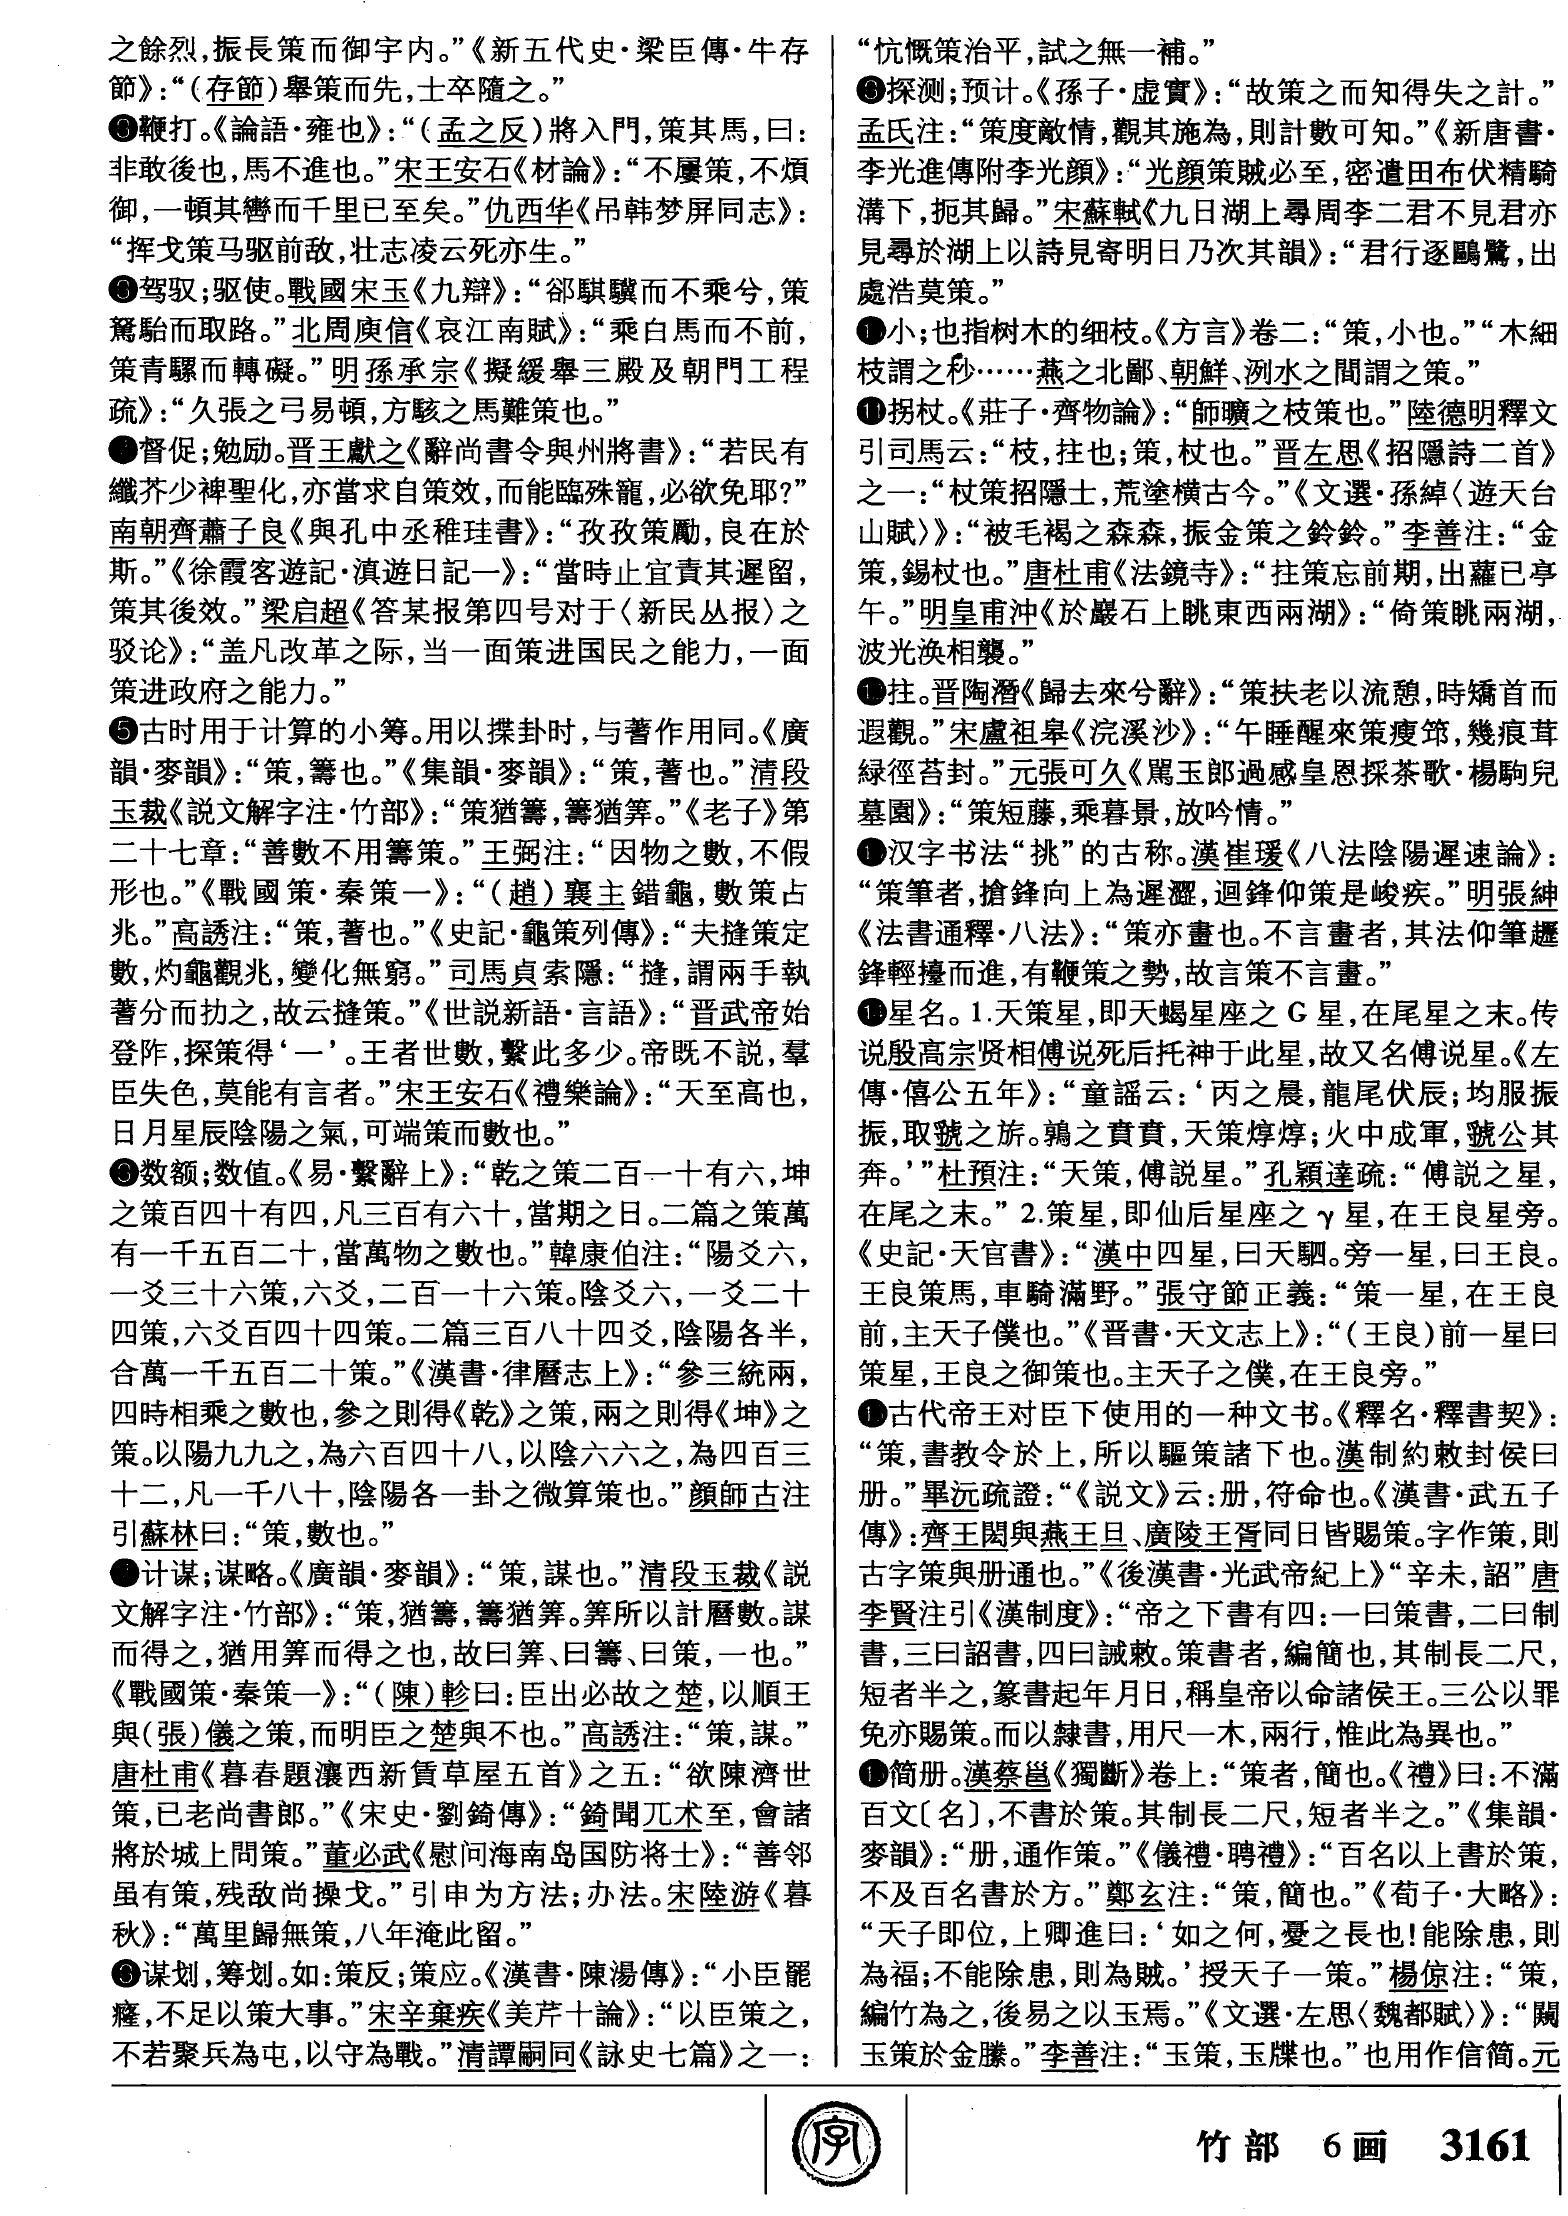 之餘烈,振長策而御宇内。”《新五代史·梁臣傳·牛存
節》:“(存節)舉策而先,士卒隨之。”
❷鞭打。《論語·雍也》:“(孟之反)將入門,策其馬,曰:
非敢後也,馬不進也。”宋王安石《材論》:“不屢策,不煩
御,一頓其轡而千里已至矣。”仇西华《吊韩梦屏同志》:
“挥戈策马驱前敌,壮志凌云死亦生。”
❸驾驭;驱使。戰國宋玉《九辯》:“郤騏驥而不乘兮,策
駑駘而取路。”北周庾信《哀江南賦》:“乘白馬而不前,
策青騾而轉礙。”明孫承宗《擬緩舉三殿及朝門工程
疏》:“久張之弓易頓,方駭之馬難策也。”
❹督促;勉励。晋王獻之《辭尚書令與州將書》:“若民有
纖芥少裨聖化,亦當求自策效,而能臨殊寵,必欲免耶?”
南朝齊蕭子良《與孔中丞稚珪書》:“孜孜策勵,良在於
斯。”《徐霞客遊記·滇遊日記一》:“當時止宜責其遲留,
策其後效。”梁启超《答某报第四号对于〈新民丛报〉之
驳论》:“盖凡改革之际,当一面策进国民之能力,一面
策进政府之能力。”
❺古时用于计算的小筹。用以揲卦时,与蓍作用同。《廣
韻·麥韻》:“策,籌也。”《集韻·麥韻》:“策,蓍也。”清段
玉裁《説文解字注·竹部》:“策猶籌,籌猶筭。”《老子》第
二十七章:“善數不用籌策。”王弼注:“因物之數,不假
形也。”《戰國策·秦策一》:“(趙)襄主錯龜,數策占
兆。”高誘注:“策,蓍也。”《史記·龜策列傳》:“夫摓策定
數,灼龜觀兆,變化無窮。”司馬貞索隱:“摓,謂兩手執
蓍分而扐之,故云摓策。”《世説新語·言語》:“晋武帝始
登阼,探策得‘一’。王者世數,繫此多少。帝既不説,羣
臣失色,莫能有言者。”宋王安石《禮樂論》:“天至高也,
日月星辰陰陽之氣,可端策而數也。”
❻数额;数值。《易·繫辭上》:“乾之策二百一十有六,坤
之策百四十有四,凡三百有六十,當期之日。二篇之策萬
有一千五百二十,當萬物之數也。”韓康伯注:“陽爻六,
一爻三十六策,六爻,二百一十六策。陰爻六,一爻二十
四策,六爻百四十四策。二篇三百八十四爻,陰陽各半,
合萬一千五百二十策。”《漢書·律曆志上》:“參三統兩,
四時相乘之數也,參之則得《乾》之策,兩之則得《坤》之
策。以陽九九之,為六百四十八,以陰六六之,為四百三
十二,凡一千八十,陰陽各一卦之微算策也。”顔師古注
引蘇林曰:“策,數也。”
❼计谋;谋略。《廣韻·麥韻》:“策,謀也。”清段玉裁《説
文解字注·竹部》:“策,猶籌,籌猶筭。筭所以計曆數。謀
而得之,猶用筭而得之也,故曰筭、曰籌、曰策,一也。”
《戰國策·秦策一》:“(陳)軫曰:臣出必故之楚,以順王
與(張)儀之策,而明臣之楚與不也。”高誘注:“策,謀。”
唐杜甫《暮春題瀼西新賃草屋五首》之五:“欲陳濟世
策,已老尚書郎。”《宋史·劉錡傳》:“錡聞兀术至,會諸
將於城上問策。”董必武《慰问海南岛国防将士》:“善邻
虽有策,残敌尚操戈。”引申为方法;办法。宋陸游《暮
秋》:“萬里歸無策,八年淹此留。”
❽谋划,筹划。如:策反;策应。《漢書·陳湯傳》:“小臣罷
癃,不足以策大事。”宋辛棄疾《美芹十論》:“以臣策之,
不若聚兵為屯,以守為戰。”清譚嗣同《詠史七篇》之一:
“忼慨策治平,試之無一補。”
❾探测;预计。《孫子·虚實》:“故策之而知得失之計。”
孟氏注:“策度敵情,觀其施為,則計數可知。”《新唐書·
李光進傳附李光顔》:“光顔策賊必至,密遣田布伏精騎
溝下,扼其歸。”宋蘇軾《九日湖上尋周李二君不見君亦
見尋於湖上以詩見寄明日乃次其韻》:“君行逐鷗鷺,出
處浩莫策。”
❿小;也指树木的细枝。《方言》卷二:“策,小也。”“木細
枝謂之杪……燕之北鄙、朝鮮、洌水之間謂之策。”
⓫拐杖。《莊子·齊物論》:“師曠之枝策也。”陸德明釋文
引司馬云:“枝,拄也;策,杖也。”晋左思《招隱詩二首》
之一:“杖策招隱士,荒塗横古今。”《文選·孫綽〈遊天台
山賦〉》:“被毛褐之森森,振金策之鈴鈴。”李善注:“金
策,錫杖也。”唐杜甫《法鏡寺》:“拄策忘前期,出蘿已亭
午。”明皇甫沖《於巖石上眺東西兩湖》:“倚策眺兩湖,
波光涣相襲。”
⓬拄。晋陶潛《歸去來兮辭》:“策扶老以流憩,時矯首而
遐觀。”宋盧祖皋《浣溪沙》:“午睡醒來策瘦筇,幾痕茸
緑徑苔封。”元張可久《駡玉郎過感皇恩採茶歌·楊駒兒
墓園》:“策短藤,乘暮景,放吟情。”
⓭汉字书法“挑”的古称。漢崔瑗《八法陰陽遲速論》:
“策筆者,搶鋒向上為遲澀,迴鋒仰策是峻疾。”明張紳
《法書通釋·八法》:“策亦畫也。不言畫者,其法仰筆趯
鋒輕擡而進,有鞭策之勢,故言策不言畫。”
⓮星名。1.天策星,即天蝎星座之 G 星,在尾星之末。传
说殷高宗贤相傅说死后托神于此星,故又名傅说星。《左
傳·僖公五年》:“童謡云:‘丙之晨,龍尾伏辰;均服振
振,取虢之旂。鶉之賁賁,天策焞焞;火中成軍,虢公其
奔。’”杜預注:“天策,傅説星。”孔穎達疏:“傅説之星,
在尾之末。”2.策星,即仙后星座之 γ 星,在王良星旁。
《史記·天官書》:“漢中四星,曰天駟。旁一星,曰王良。
王良策馬,車騎滿野。”張守節正義:“策一星,在王良
前,主天子僕也。”《晋書·天文志上》:“(王良)前一星曰
策星,王良之御策也。主天子之僕,在王良旁。”
⓯古代帝王对臣下使用的一种文书。《釋名·釋書契》:
“策,書教令於上,所以驅策諸下也。漢制約敕封侯曰
册。”畢沅疏證:“《説文》云:册,符命也。《漢書·武五子
傳》:齊王閎與燕王旦、廣陵王胥同日皆賜策。字作策,則
古字策與册通也。”《後漢書·光武帝紀上》“辛未,詔”唐
李賢注引《漢制度》:“帝之下書有四:一曰策書,二曰制
書,三曰詔書,四曰誡敕。策書者,編簡也,其制長二尺,
短者半之,篆書起年月日,稱皇帝以命諸侯王。三公以罪
免亦賜策。而以隸書,用尺一木,兩行,惟此為異也。”
⓰简册。漢蔡邕《獨斷》卷上:“策者,簡也。《禮》曰:不滿
百文〔名〕,不書於策。其制長二尺,短者半之。”《集韻·
麥韻》:“册,通作策。”《儀禮·聘禮》:“百名以上書於策,
不及百名書於方。”鄭玄注:“策,簡也。”《荀子·大略》:
“天子即位,上卿進曰:‘如之何,憂之長也!能除患,則
為福;不能除患,則為賊。’授天子一策。”楊倞注:“策,
編竹為之,後易之以玉焉。”《文選·左思〈魏都賦〉》:“闚
玉策於金縢。”李善注:“玉策,玉牒也。”也用作信简。元
字
竹部 6画 3161